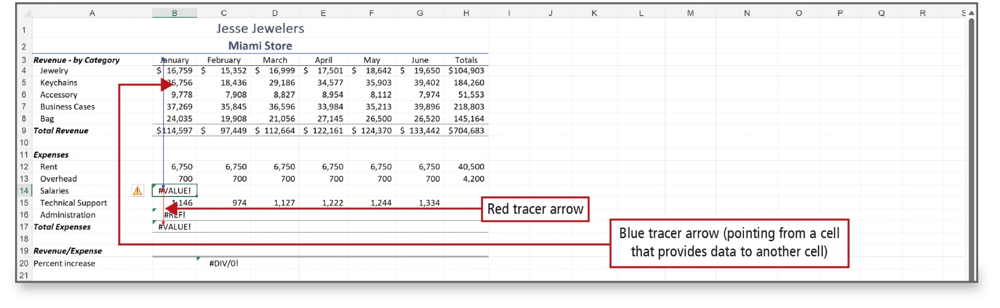 A B C D E F G H I J K L M N O P Q R S
1 Jesse Jewelers
2 Miami Store
3 Revenue - by Category January February March April May June Totals
4 Jewelry $ 16,759 $ 15,352 $ 16,999 $ 17,501 $ 18,642 $ 19,650 $104,903
5 Keychains 26,756 18,436 29,186 34,577 35,903 39,402 184,260
6 Accessory 9,778 7,908 8,827 8,954 8,112 7,974 51,553
7 Business Cases 37,269 35,845 36,596 33,984 35,213 39,896 218,803
8 Bag 24,035 19,908 21,056 27,145 26,500 26,520 145,164
9 Total Revenue $114,597 $ 97,449 $ 112,664 $ 122,161 $ 124,370 $ 133,442 $704,683
10
11 Expenses
12 Rent 6,750 6,750 6,750 6,750 6,750 6,750 40,500
13 Overhead 700 700 700 700 700 700 4,200
14 Salaries #VALUE!
15 Technical Support 1,146 974 1,127 1,222 1,244 1,334
Red tracer arrow
16 Administration #REF!
17 Total Expenses #VALUE!
Blue tracer arrow (pointing from a cell
that provides data to another cell)
18
19 Revenue/Expense
20 Percent increase #DIV/0!
21